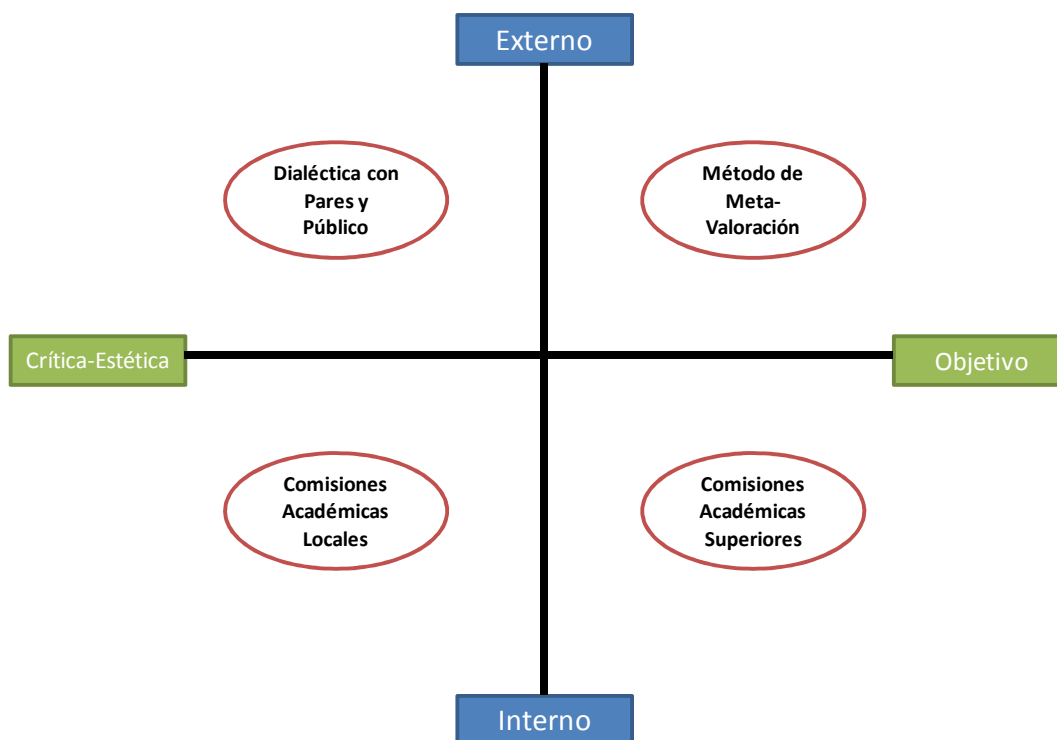 Externo
Dialéctica con
Pares y
Público
Método de
Meta-
Valoración
Crítica-Estética
Objetivo
Comisiones
Académicas
Locales
Comisiones
Académicas
Superiores
Interno